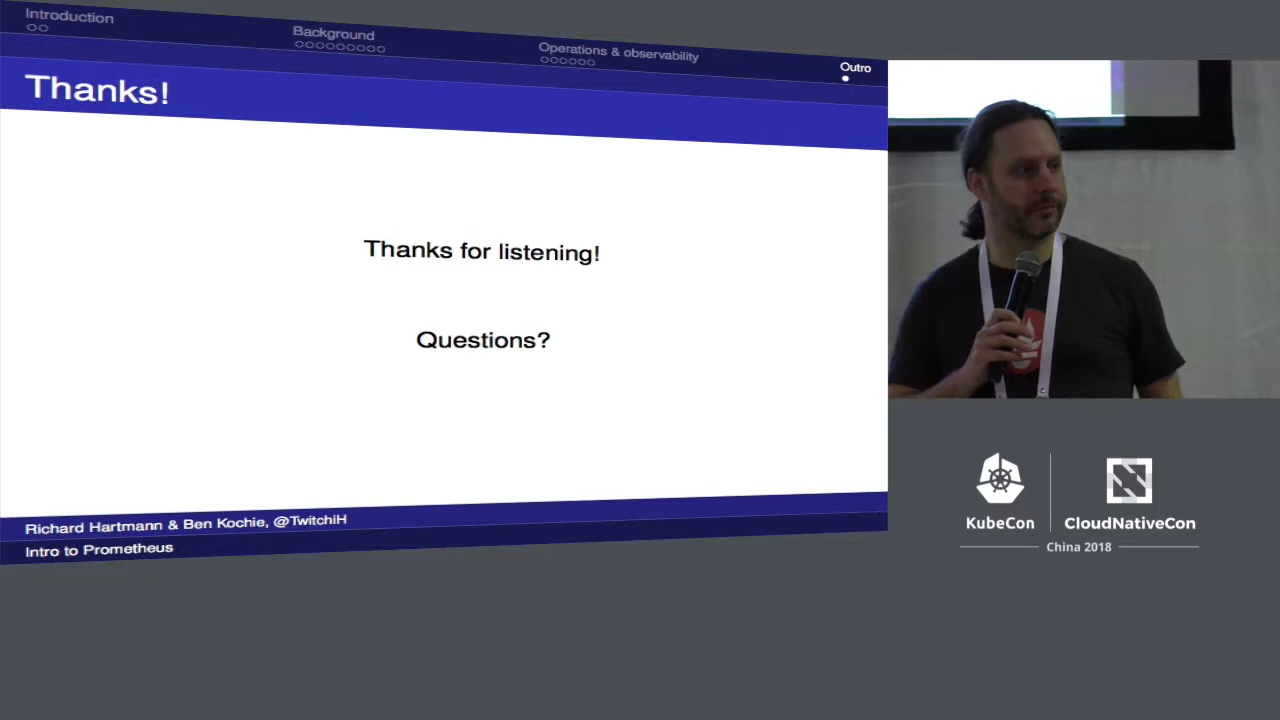 Introduction
Background
Operations & observability
Outro
Thanks!
Thanks for listening!
Questions?
Richard Hartmann & Ben Kochie, @TwitchiH
Intro to Prometheus
KubeCon
CloudNativeCon
China 2018